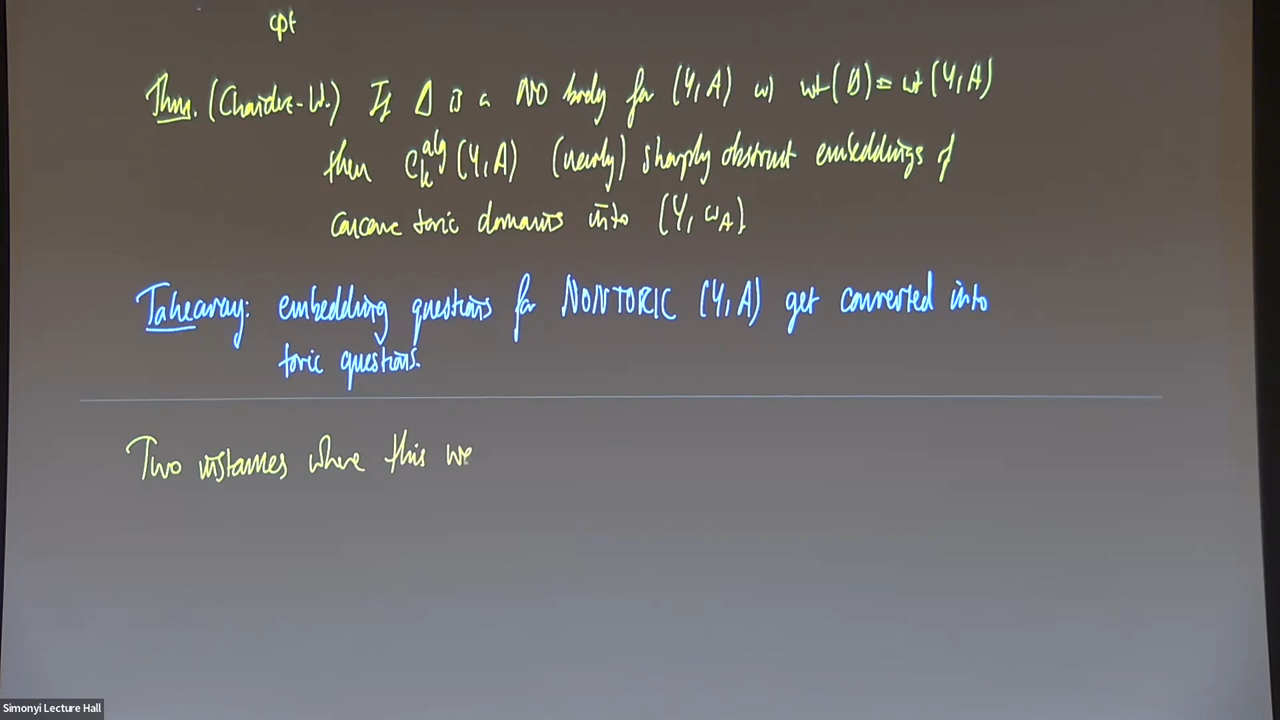 cpt
Thm. (Chaidez-W.) If Δ is a NO body for (Y, A) w/ wt(Δ) = wt(Y, A)
then c_k^alg (Y, A) (newly) sharply obstruct embeddings of
concave toric domains into (Y, ω_A).
Takeaway: embedding questions for NONTORIC (Y, A) get converted into
toric questions.
Two instances where this we
Simonyi Lecture Hall